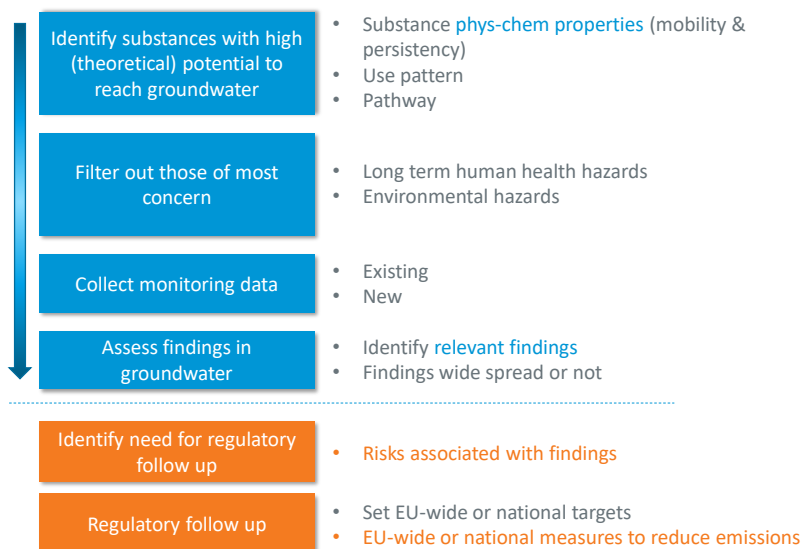 Identify substances with high
(theoretical) potential to
reach groundwater
• Substance phys-chem properties (mobility &
persistency)
• Use pattern
• Pathway
Filter out those of most
concern
• Long term human health hazards
• Environmental hazards
Collect monitoring data
• Existing
• New
Assess findings in
groundwater
• Identify relevant findings
• Findings wide spread or not
Identify need for regulatory
follow up
• Risks associated with findings
Regulatory follow up
• Set EU-wide or national targets
• EU-wide or national measures to reduce emissions